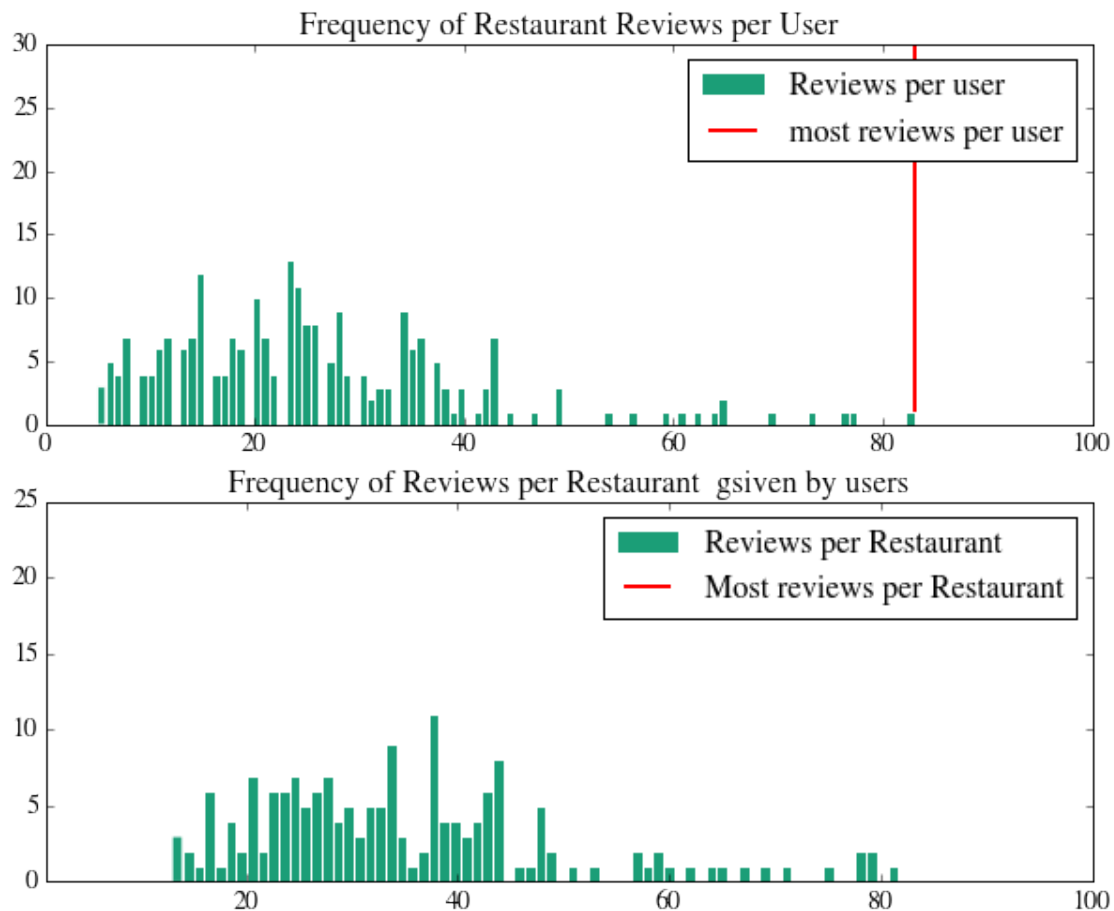 Frequency of Restaurant Reviews per User
30
25
20
15
10
5
0
Reviews per user
most reviews per user
0 20 40 60 80 100
Frequency of Reviews per Restaurant  gsiven by users
25
20
15
10
5
0
Reviews per Restaurant
Most reviews per Restaurant
20 40 60 80 100